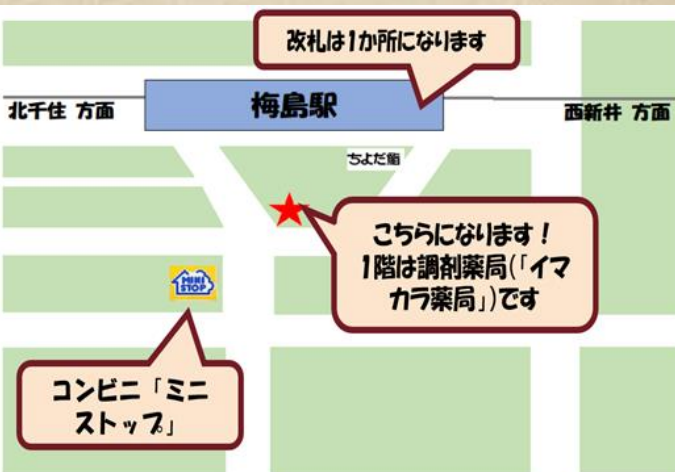 改札は1か所になります
梅島駅
北千住 方面
西新井 方面
ちよだ鮨
こちらになります！
1階は調剤薬局(「イマ
カラ薬局」)です
MINI
STOP
コンビニ「ミニ
ストップ」